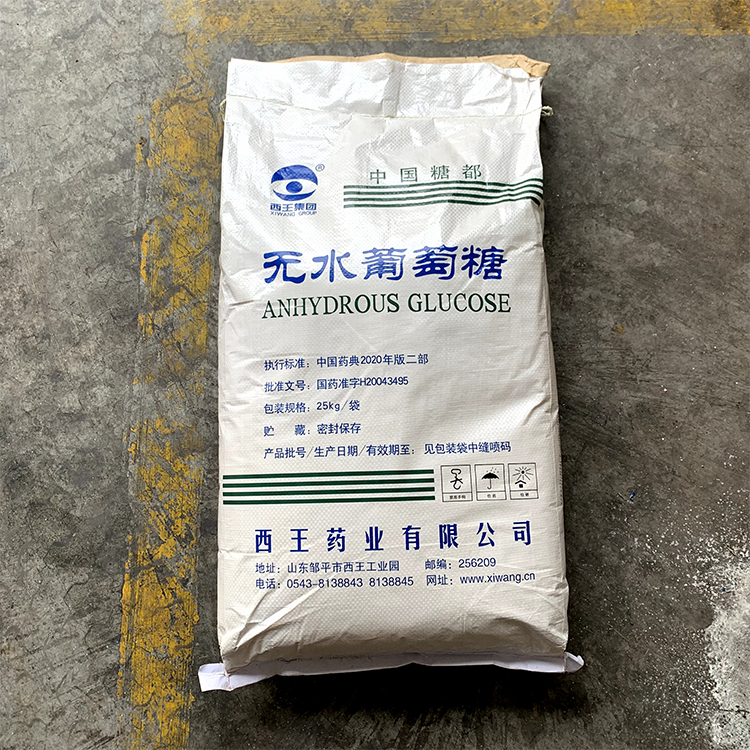 ®
西王集团
XIWANG GROUP
中国糖都
无水葡萄糖
ANHYDROUS GLUCOSE
执行标准：中国药典2020年版二部
批准文号：国药准字H20043495
包装规格：25kg/袋
贮 藏：密封保存
产品批号/生产日期/有效期至：见包装袋中缝喷码
西王药业有限公司
地址：山东邹平市西王工业园 邮编：256209
电话：0543-8138843 8138845 网址：www.xiwang.cn